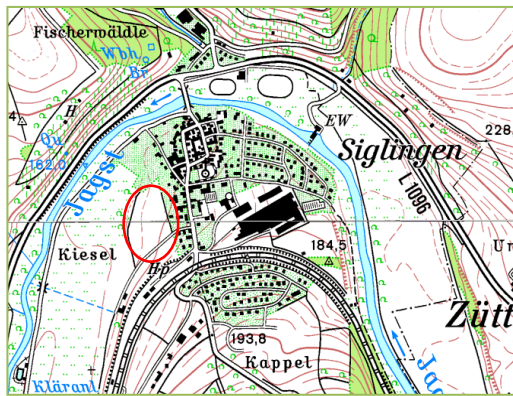 Fischerwäldle
Wbh
Br
H
Qu
162,0
Jagst
EW
Siglingen
228
L 1096
Kiesel
Hp
184,5
Un
Zütt
193,8
Kappel
Jag
Kläranl.